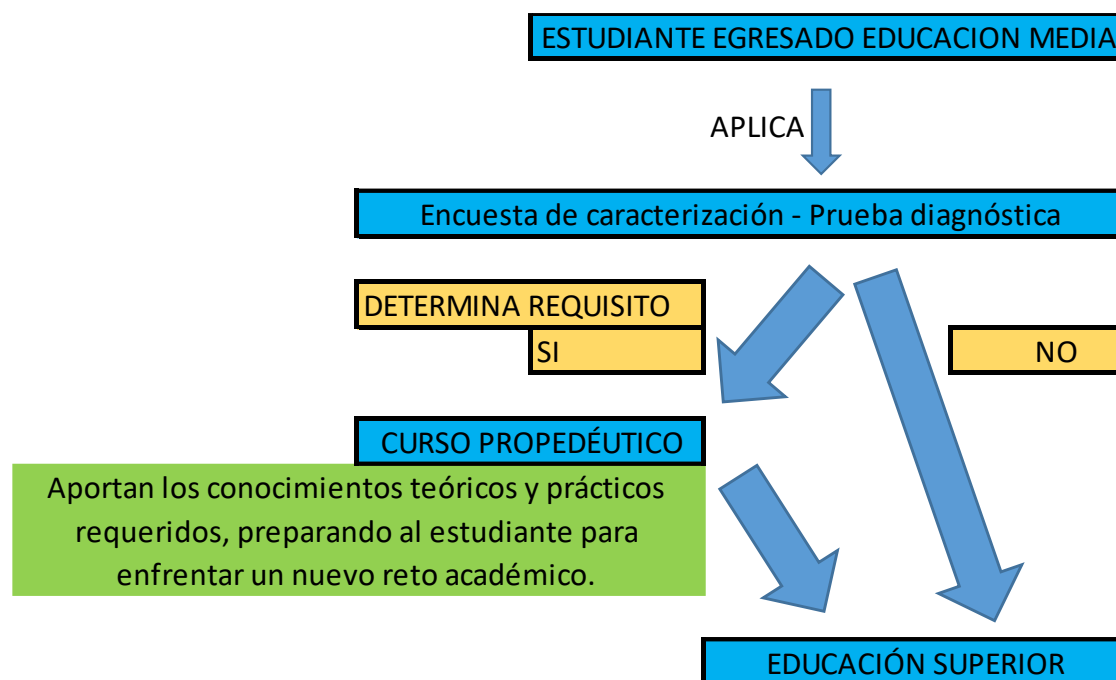 ESTUDIANTE EGRESADO EDUCACION MEDIA
APLICA
Encuesta de caracterización - Prueba diagnóstica
DETERMINA REQUISITO
SI
NO
CURSO PROPEDÉUTICO
Aportan los conocimientos teóricos y prácticos
requeridos, preparando al estudiante para
enfrentar un nuevo reto académico.
EDUCACIÓN SUPERIOR